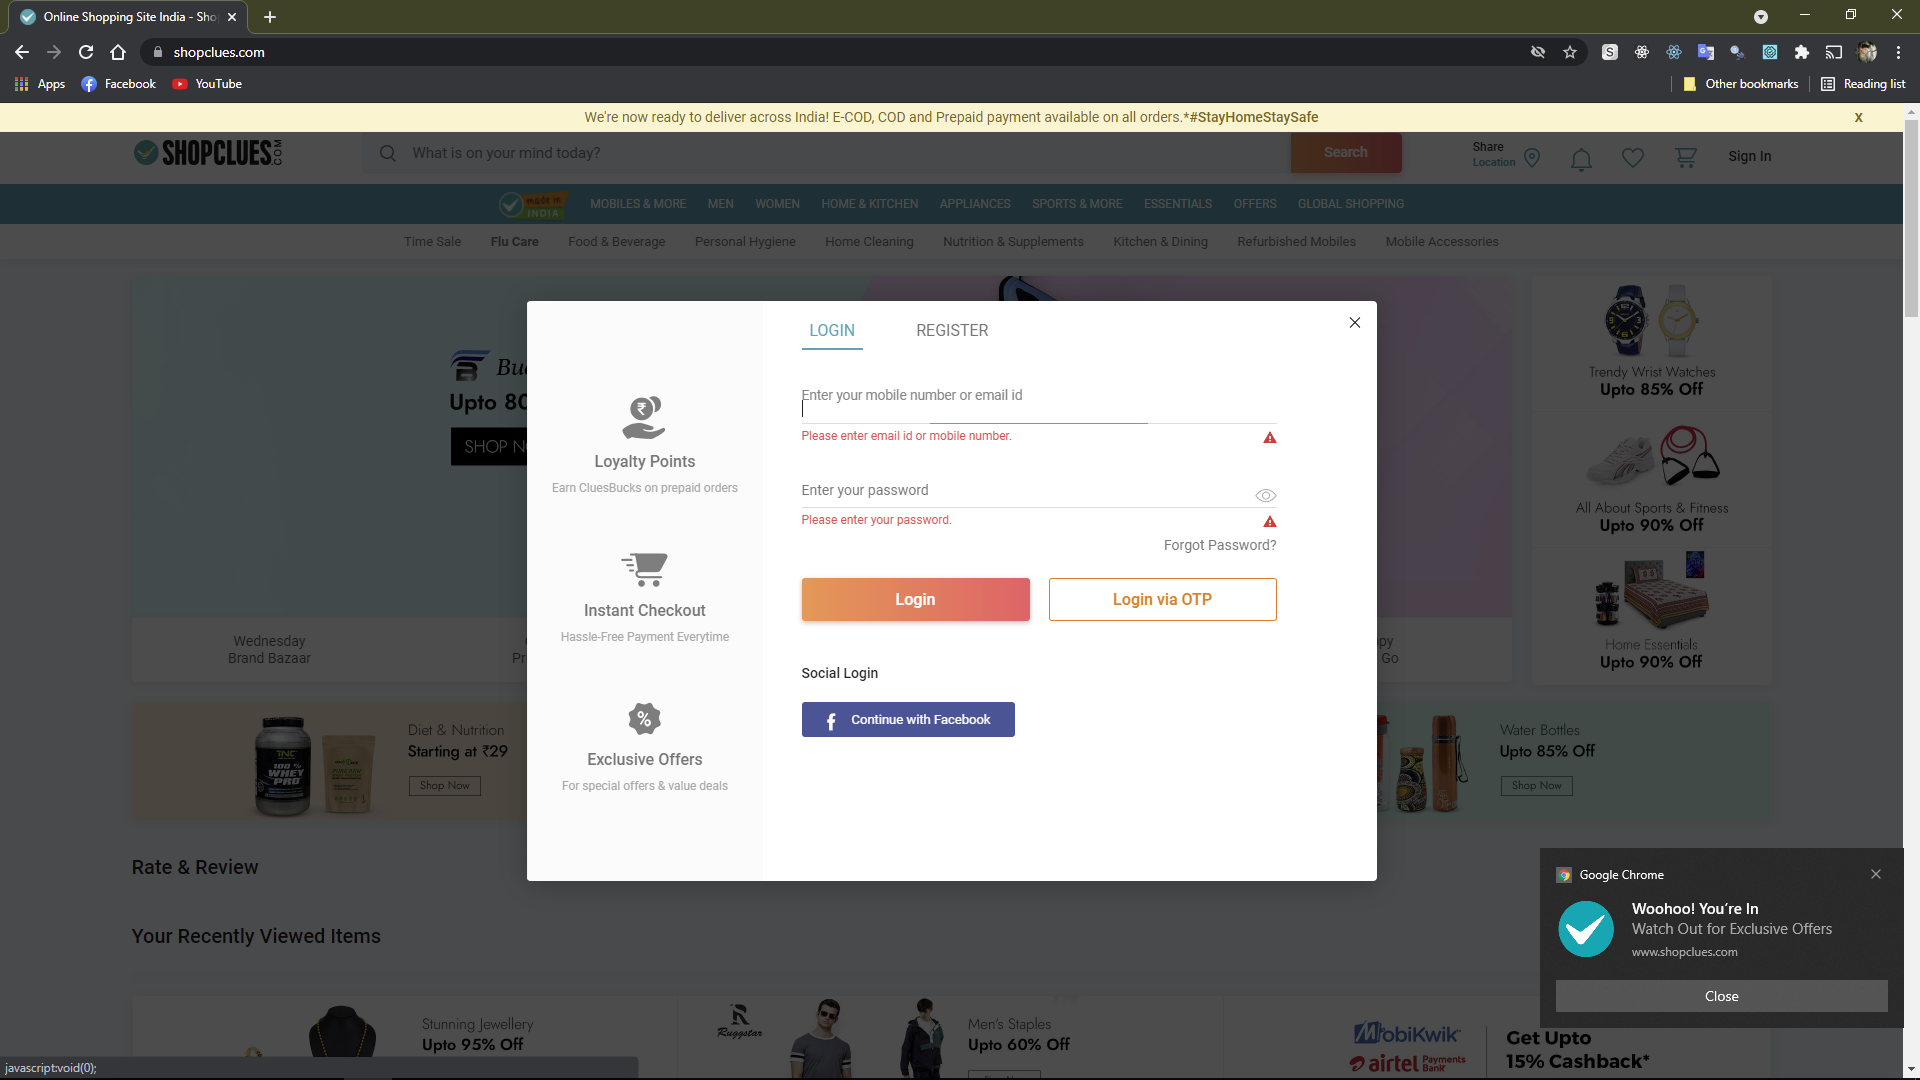 Online Shopping Site India - Sho
shopclues.com
Apps
Facebook
YouTube
Other bookmarks
Reading list
We're now ready to deliver across India! E-COD, COD and Prepaid payment available on all orders.*#StayHomeStaySafe
X
SHOPCLUES.COM
What is on your mind today?
Search
Share
Location
Sign In
made in
INDIA
MOBILES & MORE
MEN
WOMEN
HOME & KITCHEN
APPLIANCES
SPORTS & MORE
ESSENTIALS
OFFERS
GLOBAL SHOPPING
Time Sale
Flu Care
Food & Beverage
Personal Hygiene
Home Cleaning
Nutrition & Supplements
Kitchen & Dining
Refurbished Mobiles
Mobile Accessories
Upto 80
SHOP NO
Wednesday
Brand Bazaar
Trendy Wrist Watches
Upto 85% Off
All About Sports & Fitness
Upto 90% Off
Home Essentials
Upto 90% Off
LOGIN
REGISTER
Enter your mobile number or email id
Please enter email id or mobile number.
Enter your password
Please enter your password.
Forgot Password?
Login
Login via OTP
Social Login
Continue with Facebook
Loyalty Points
Earn CluesBucks on prepaid orders
Instant Checkout
Hassle-Free Payment Everytime
Exclusive Offers
For special offers & value deals
ppy
Go
Diet & Nutrition
Starting at ₹29
Shop Now
TNC
100 %
WHEY
PRO
Water Bottles
Upto 85% Off
Shop Now
Rate & Review
Your Recently Viewed Items
Stunning Jewellery
Upto 95% Off
Ruggstar
Men's Staples
Upto 60% Off
MobiKwik
airtel Payments Bank
Get Upto
15% Cashback*
Google Chrome
Woohoo! You're In
Watch Out for Exclusive Offers
www.shopclues.com
Close
javascript:void(0);